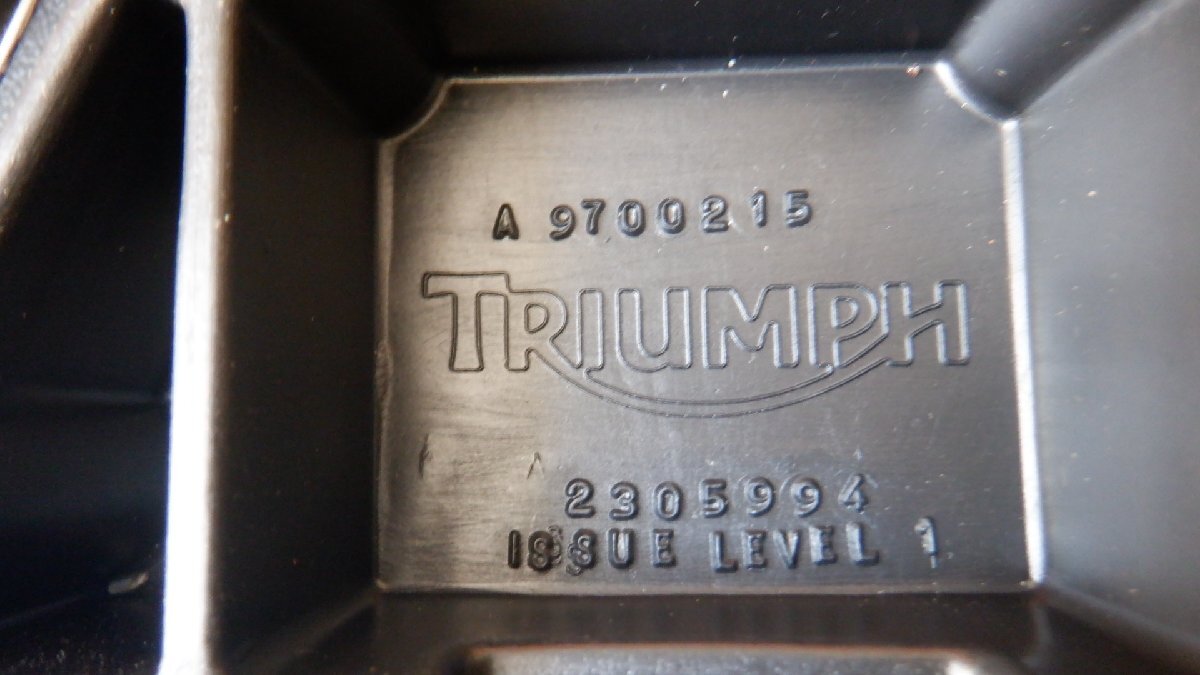 A 9700215
TRIUMPH
2305994
ISSUE LEVEL 1